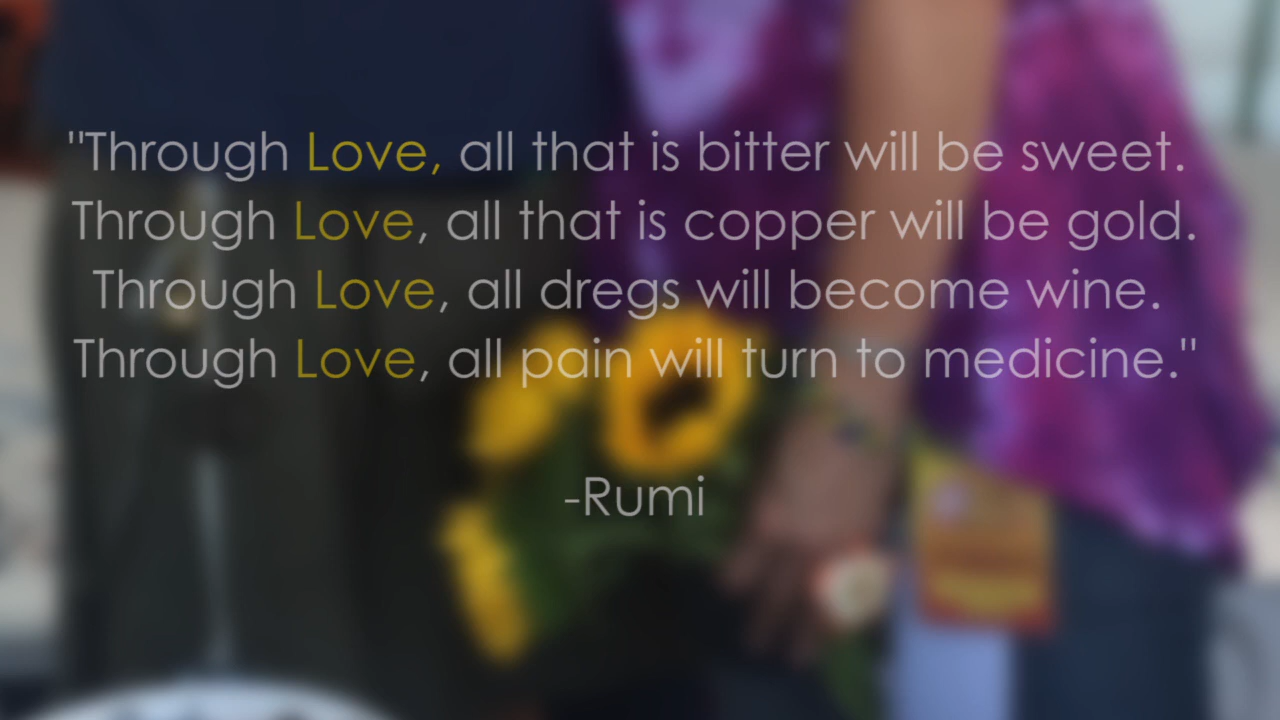 "Through Love, all that is bitter will be sweet.
Through Love, all that is copper will be gold.
Through Love, all dregs will become wine.
Through Love, all pain will turn to medicine."
-Rumi